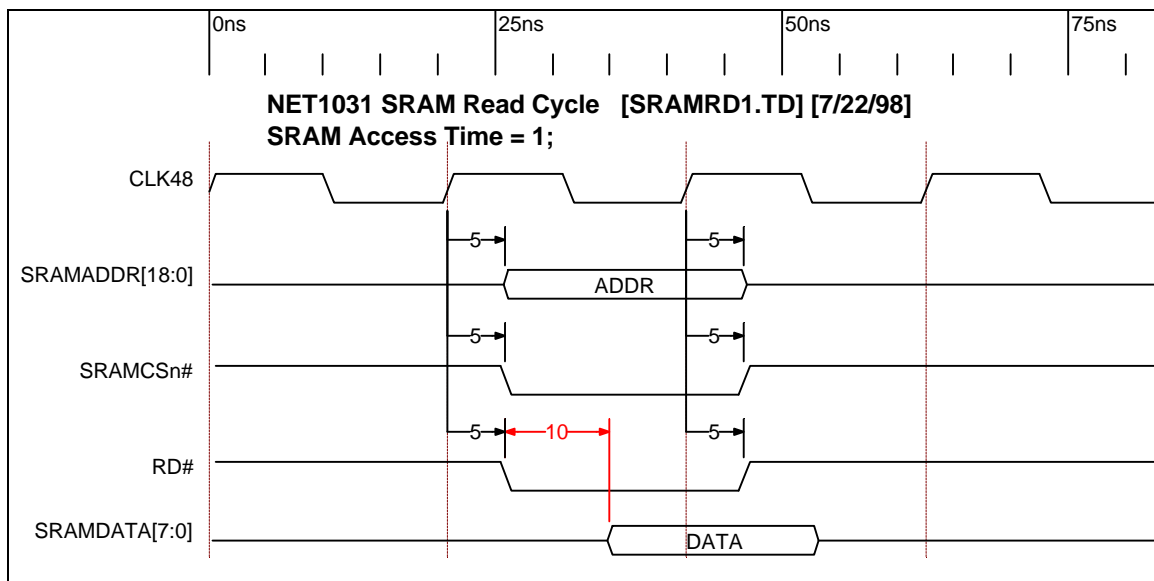 0ns 25ns 50ns 75ns
NET1031 SRAM Read Cycle [SRAMRD1.TD] [7/22/98]
SRAM Access Time = 1;
CLK48
5 5
SRAMADDR[18:0]
ADDR
5 5
SRAMCSn#
5 10 5
RD#
SRAMDATA[7:0]
DATA